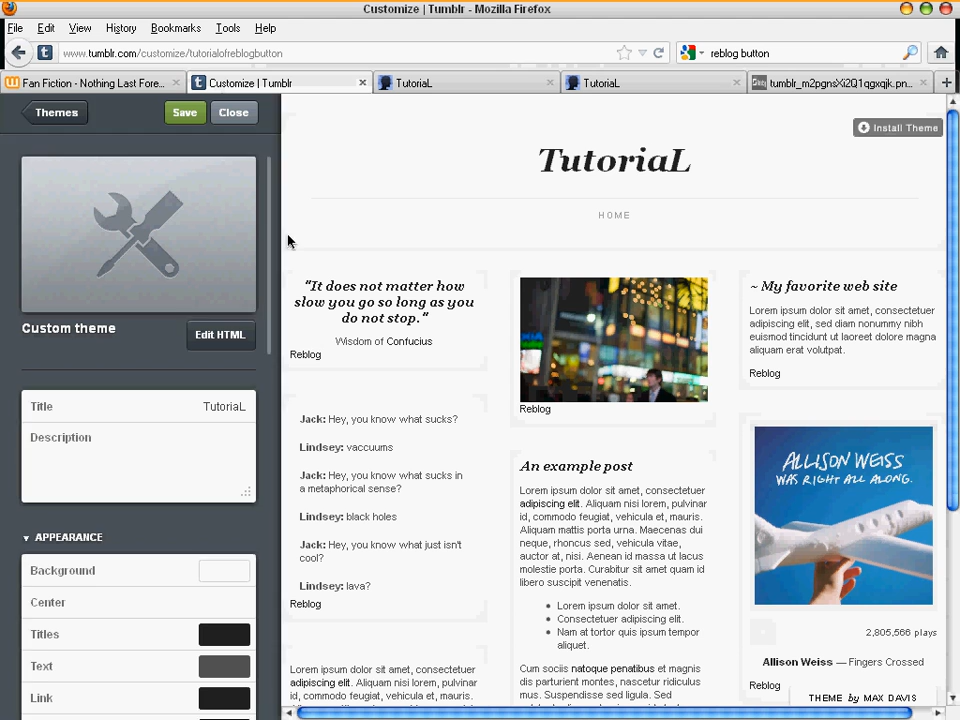 Customize | Tumblr - Mozilla Firefox
File Edit View History Bookmarks Tools Help
www.tumblr.com/customize/tutorialofreblogbutton
reblog button
Fan Fiction - Nothing Last Fore...
Customize | Tumblr
TutoriaL
TutoriaL
tumblr_m2pgnsXi2Q1qgxqjk.pn...
Themes
Save
Close
Install Theme
TutoriaL
HOME
Custom theme
Edit HTML
Title TutoriaL
Description
APPEARANCE
Background
Center
Titles
Text
Link
"It does not matter how
slow you go so long as you
do not stop."
Wisdom of Confucius
Reblog
Jack: Hey, you know what sucks?
Lindsey: vaccuums
Jack: Hey, you know what sucks in
a metaphorical sense?
Lindsey: black holes
Jack: Hey, you know what just isn't
cool?
Lindsey: lava?
Reblog
Lorem ipsum dolor sit amet, consectetuer
adipiscing elit. Aliquam nisi lorem, pulvinar
id, commodo feugiat, vehicula et, mauris.
Reblog
An example post
Lorem ipsum dolor sit amet, consectetuer
adipiscing elit. Aliquam nisi lorem, pulvinar
id, commodo feugiat, vehicula et, mauris.
Aliquam mattis porta urna. Maecenas dui
neque, rhoncus sed, vehicula vitae,
auctor at, nisi. Aenean id massa ut lacus
molestie porta. Curabitur sit amet quam id
libero suscipit venenatis.
Lorem ipsum dolor sit amet.
Consectetuer adipiscing elit.
Nam at tortor quis ipsum tempor
aliquet.
Cum sociis natoque penatibus et magnis
dis parturient montes, nascetur ridiculus
mus. Suspendisse sed ligula. Sed
~ My favorite web site
Lorem ipsum dolor sit amet, consectetuer
adipiscing elit, sed diam nonummy nibh
euismod tincidunt ut laoreet dolore magna
aliquam erat volutpat.
Reblog
ALLISON WEISS
WAS RIGHT ALL ALONG.
2,805,566 plays
Allison Weiss — Fingers Crossed
Reblog
THEME by MAX DAVIS